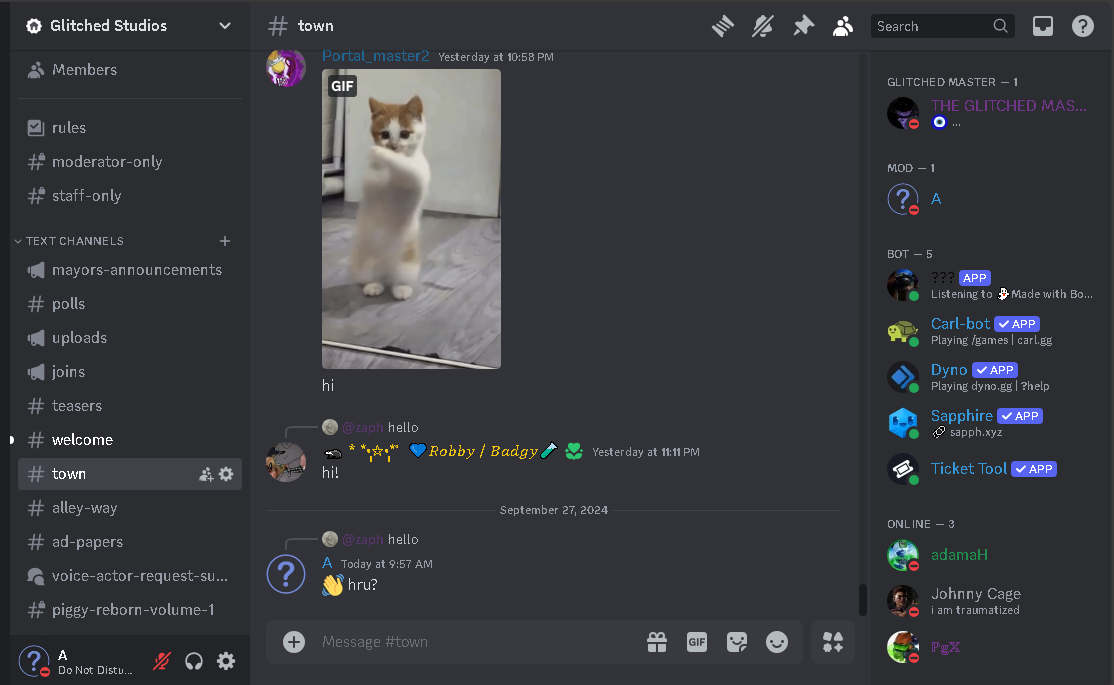 Glitched Studios
Members
rules
moderator-only
staff-only
TEXT CHANNELS
mayors-announcements
polls
uploads
joins
teasers
welcome
town
alley-way
ad-papers
voice-actor-request-su...
piggy-reborn-volume-1
A
Do Not Distu...
town
Search
Portal_master2 Yesterday at 10:58 PM
GIF
hi
@zaph hello
Robby / Badgy Yesterday at 11:11 PM
hi!
September 27, 2024
@zaph hello
A Today at 9:57 AM
👋 hru?
Message #town
GIF
GLITCHED MASTER — 1
THE GLITCHED MAS...
...
MOD — 1
A
BOT — 5
??? APP
Listening to Made with Bo...
Carl-bot APP
Playing /games | carl.gg
Dyno APP
Playing dyno.gg | ?help
Sapphire APP
sapph.xyz
Ticket Tool APP
ONLINE — 3
adamaH
Johnny Cage
i am traumatized
PgX